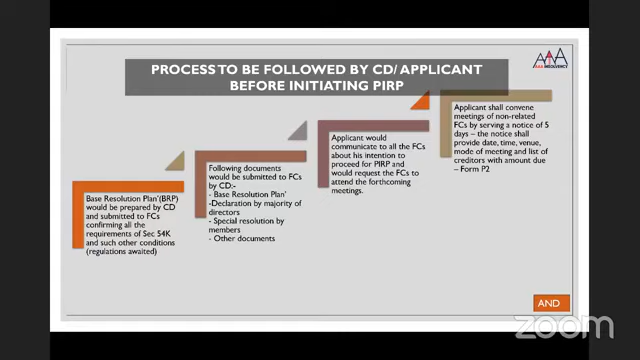 PROCESS TO BE FOLLOWED BY CD/ APPLICANT
BEFORE INITIATING PIRP
AAA INSOLVENCY
Base Resolution Plan'(BRP)
would be prepared by CD
and submitted to FCs
confirming all the
requirements of Sec 54K
and such other conditions
(regulations awaited)
Following documents
would be submitted to FCs
by CD:-
- Base Resolution Plan'
-Declaration by majority of
directors
- Special resolution by
members
- Other documents
Applicant would
communicate to all the FCs
about his intention to
proceed for PIRP and would
request the FCs to
attend the forthcoming
meetings.
Applicant shall convene
meetings of non-related
FCs by serving a notice of 5
days – the notice shall
provide date, time, venue,
mode of meeting and list of
creditors with amount due
– Form P2
AND
zoom